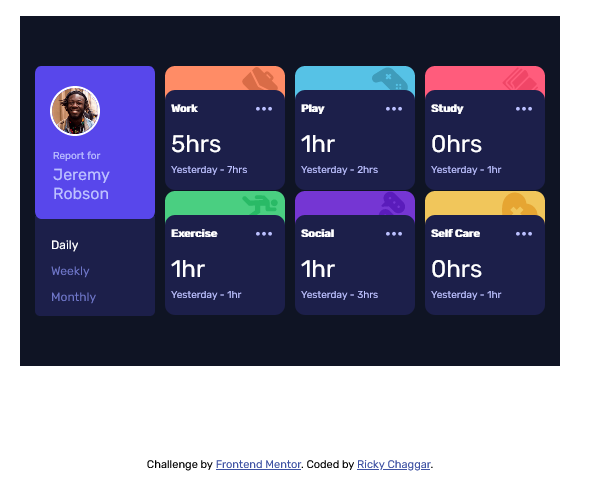 Report for
Jeremy
Robson
Daily
Weekly
Monthly
Work
5hrs
Yesterday - 7hrs
Play
1hr
Yesterday - 2hrs
Study
0hrs
Yesterday - 1hr
Exercise
1hr
Yesterday - 1hr
Social
1hr
Yesterday - 3hrs
Self Care
0hrs
Yesterday - 1hr
Challenge by Frontend Mentor. Coded by Ricky Chaggar.